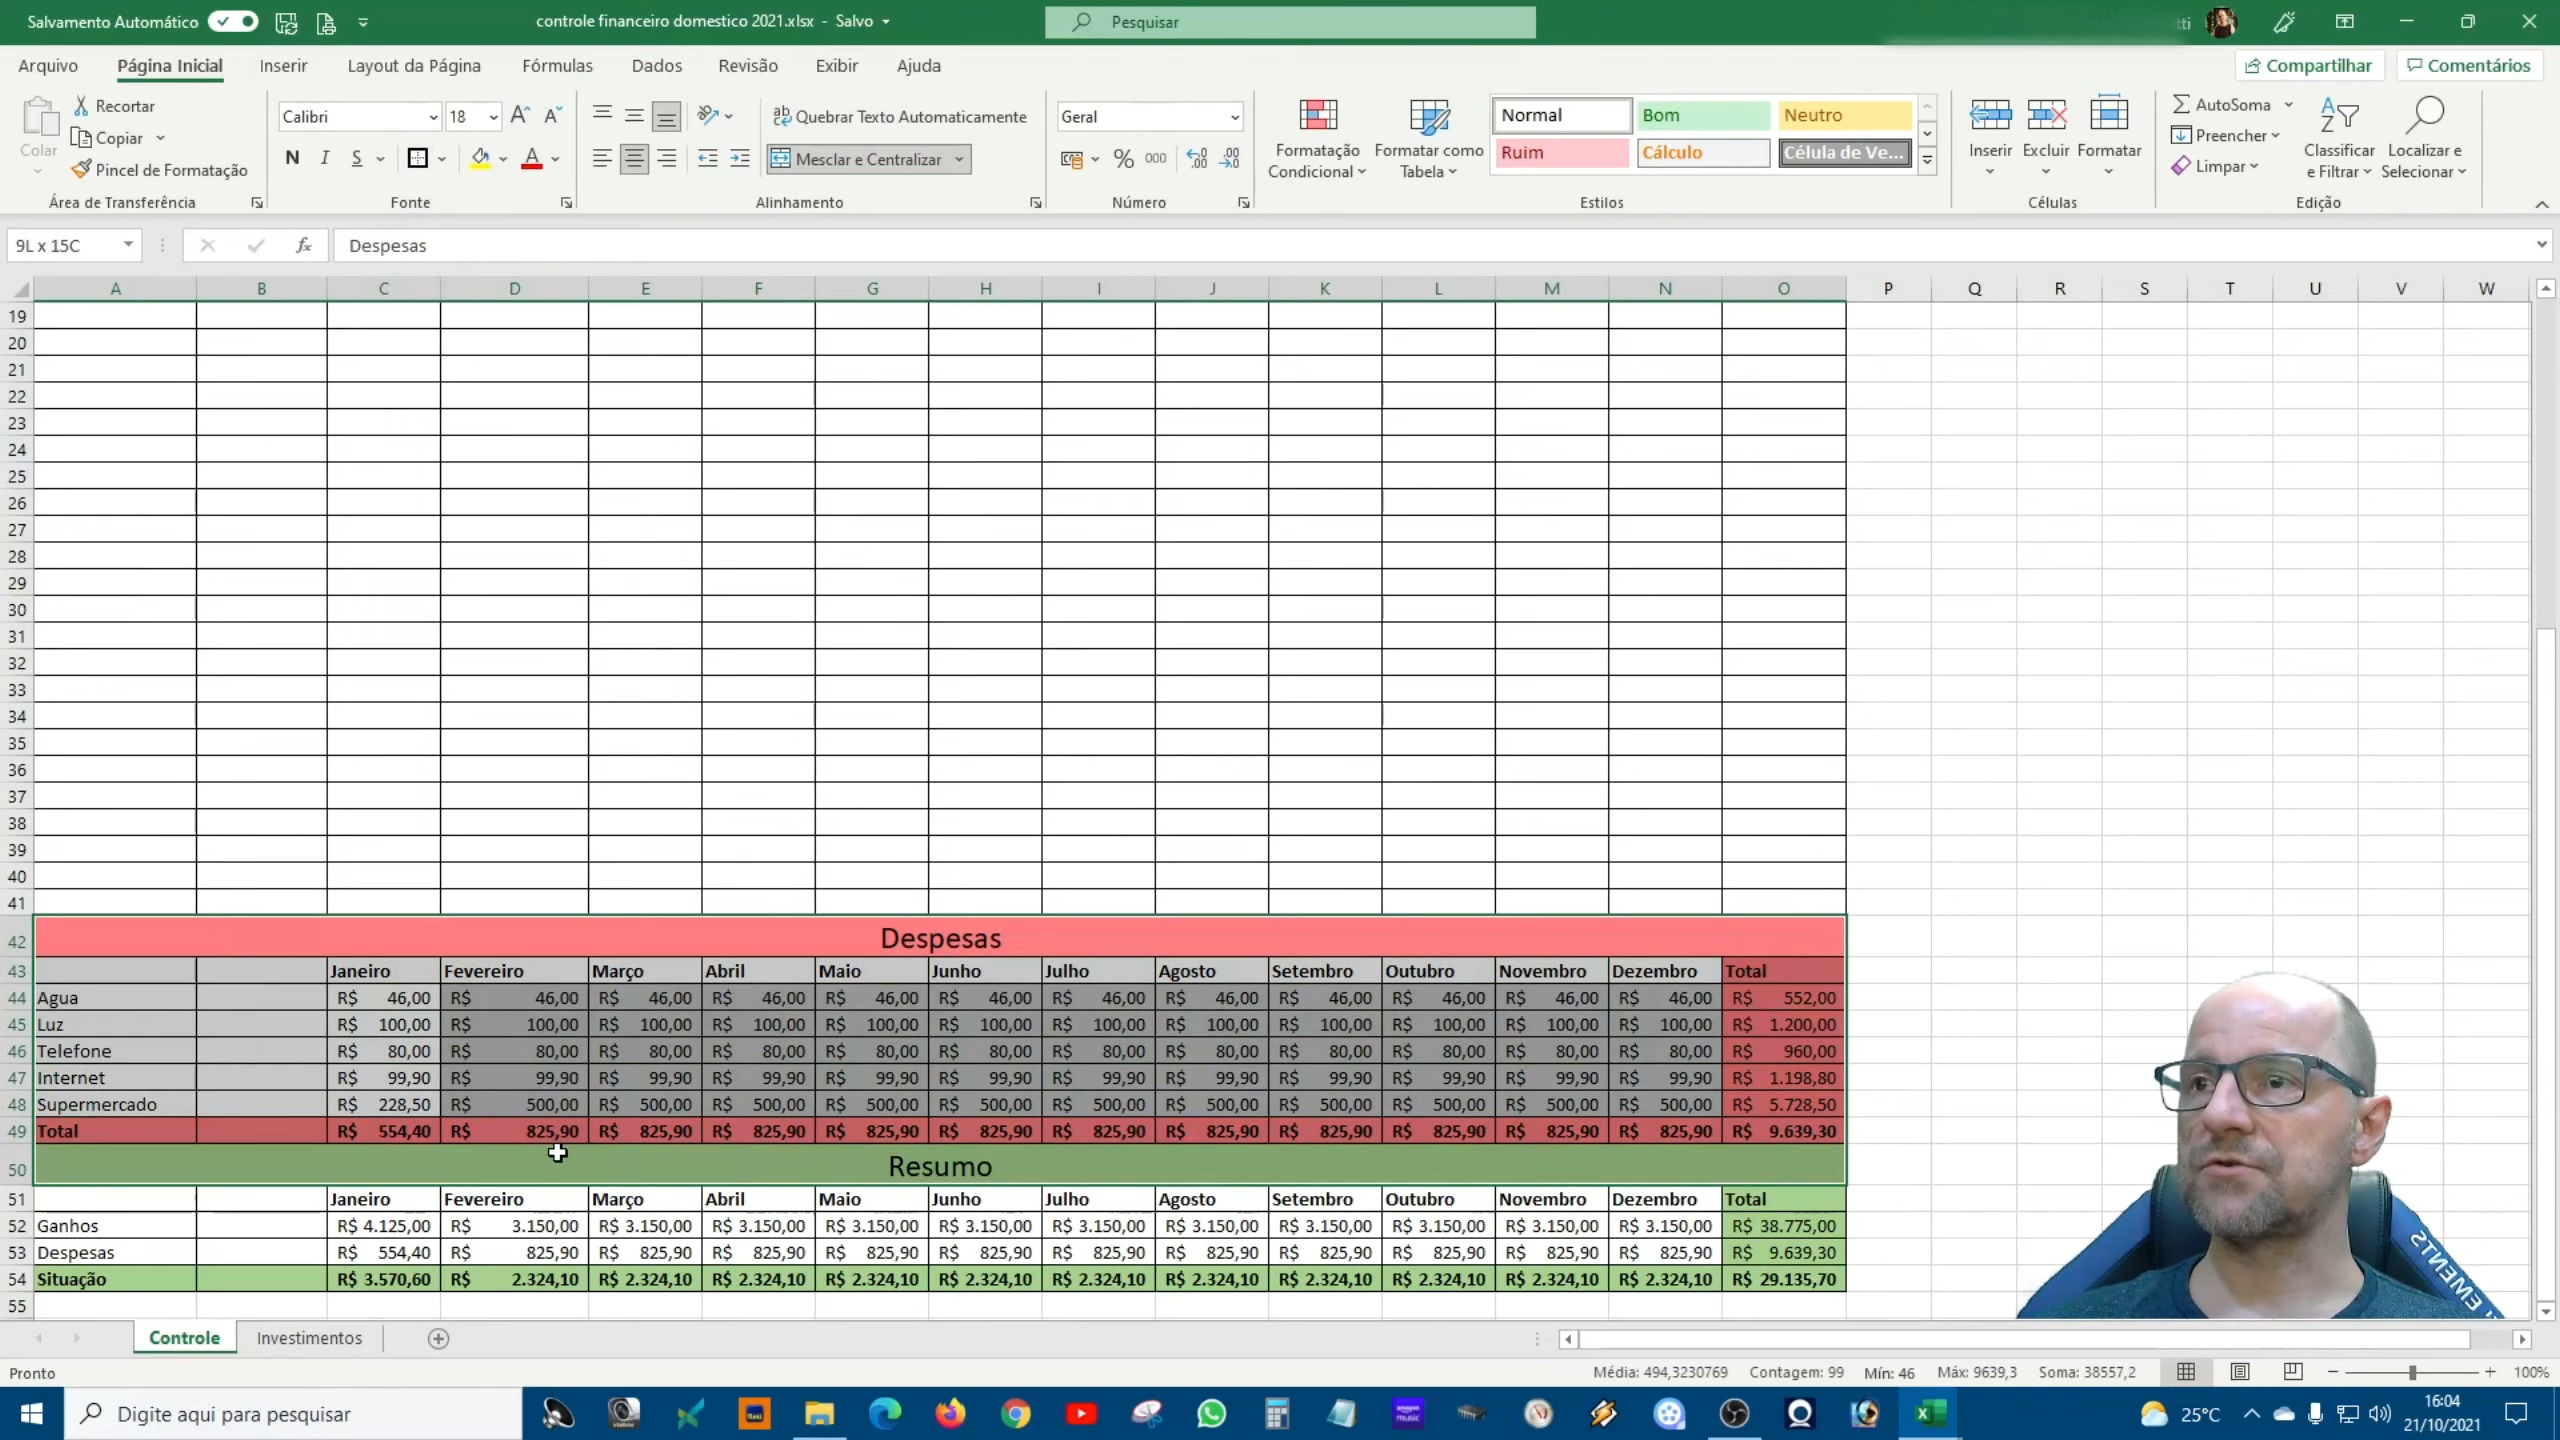 Salvamento Automático
controle financeiro domestico 2021.xlsx - Salvo
Pesquisar
tti
Arquivo Página Inicial Inserir Layout da Página Fórmulas Dados Revisão Exibir Ajuda Compartilhar Comentários
Colar
Recortar
Copiar
Pincel de Formatação
Área de Transferência
Calibri 18
N I S
Fonte
Quebrar Texto Automaticamente
Mesclar e Centralizar
Alinhamento
Geral
% 000
Número
Formatação Condicional
Formatar como Tabela
Normal Bom Neutro
Ruim Cálculo Célula de Ve...
Estilos
Inserir Excluir Formatar
Células
AutoSoma
Preencher
Limpar
Classificar e Filtrar
Localizar e Selecionar
Edição
9L x 15C fx Despesas
A B C D E F G H I J K L M N O P Q R S T U V W
19
20
21
22
23
24
25
26
27
28
29
30
31
32
33
34
35
36
37
38
39
40
41
42 Despesas
43 Janeiro Fevereiro Março Abril Maio Junho Julho Agosto Setembro Outubro Novembro Dezembro Total
44 Agua R$ 46,00 R$ 46,00 R$ 46,00 R$ 46,00 R$ 46,00 R$ 46,00 R$ 46,00 R$ 46,00 R$ 46,00 R$ 46,00 R$ 46,00 R$ 46,00 R$ 552,00
45 Luz R$ 100,00 R$ 100,00 R$ 100,00 R$ 100,00 R$ 100,00 R$ 100,00 R$ 100,00 R$ 100,00 R$ 100,00 R$ 100,00 R$ 100,00 R$ 100,00 R$ 1.200,00
46 Telefone R$ 80,00 R$ 80,00 R$ 80,00 R$ 80,00 R$ 80,00 R$ 80,00 R$ 80,00 R$ 80,00 R$ 80,00 R$ 80,00 R$ 80,00 R$ 80,00 R$ 960,00
47 Internet R$ 99,90 R$ 99,90 R$ 99,90 R$ 99,90 R$ 99,90 R$ 99,90 R$ 99,90 R$ 99,90 R$ 99,90 R$ 99,90 R$ 99,90 R$ 99,90 R$ 1.198,80
48 Supermercado R$ 228,50 R$ 500,00 R$ 500,00 R$ 500,00 R$ 500,00 R$ 500,00 R$ 500,00 R$ 500,00 R$ 500,00 R$ 500,00 R$ 500,00 R$ 500,00 R$ 5.728,50
49 Total R$ 554,40 R$ 825,90 R$ 825,90 R$ 825,90 R$ 825,90 R$ 825,90 R$ 825,90 R$ 825,90 R$ 825,90 R$ 825,90 R$ 825,90 R$ 825,90 R$ 9.639,30
50 Resumo
51 Janeiro Fevereiro Março Abril Maio Junho Julho Agosto Setembro Outubro Novembro Dezembro Total
52 Ganhos R$ 4.125,00 R$ 3.150,00 R$ 3.150,00 R$ 3.150,00 R$ 3.150,00 R$ 3.150,00 R$ 3.150,00 R$ 3.150,00 R$ 3.150,00 R$ 3.150,00 R$ 3.150,00 R$ 3.150,00 R$ 38.775,00
53 Despesas R$ 554,40 R$ 825,90 R$ 825,90 R$ 825,90 R$ 825,90 R$ 825,90 R$ 825,90 R$ 825,90 R$ 825,90 R$ 825,90 R$ 825,90 R$ 825,90 R$ 9.639,30
54 Situação R$ 3.570,60 R$ 2.324,10 R$ 2.324,10 R$ 2.324,10 R$ 2.324,10 R$ 2.324,10 R$ 2.324,10 R$ 2.324,10 R$ 2.324,10 R$ 2.324,10 R$ 2.324,10 R$ 2.324,10 R$ 29.135,70
55
Controle Investimentos
Pronto Média: 494,3230769 Contagem: 99 Mín: 46 Máx: 9639,3 Soma: 38557,2 100%
Digite aqui para pesquisar
25°C
16:04
21/10/2021